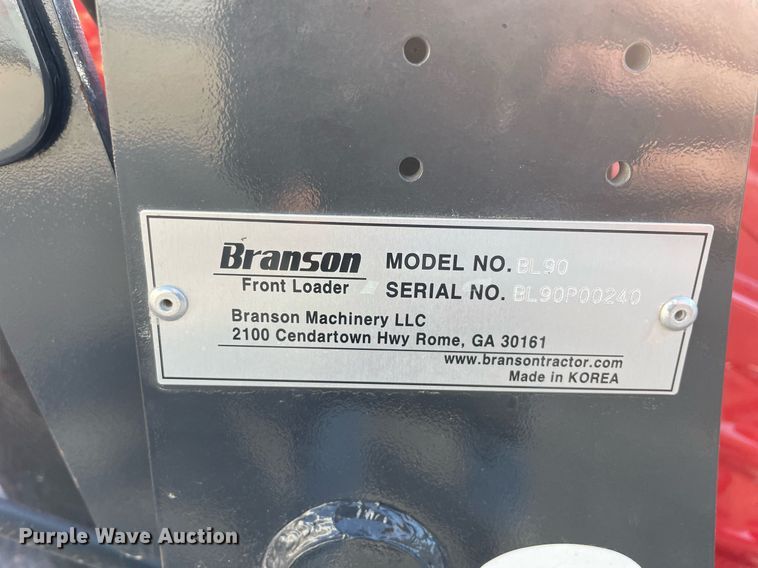 Branson
Front Loader
MODEL NO. BL90
SERIAL NO. BL90P00240
Branson Machinery LLC
2100 Cendartown Hwy Rome, GA 30161
www.bransontractor.com
Made in KOREA
Purple Wave Auction